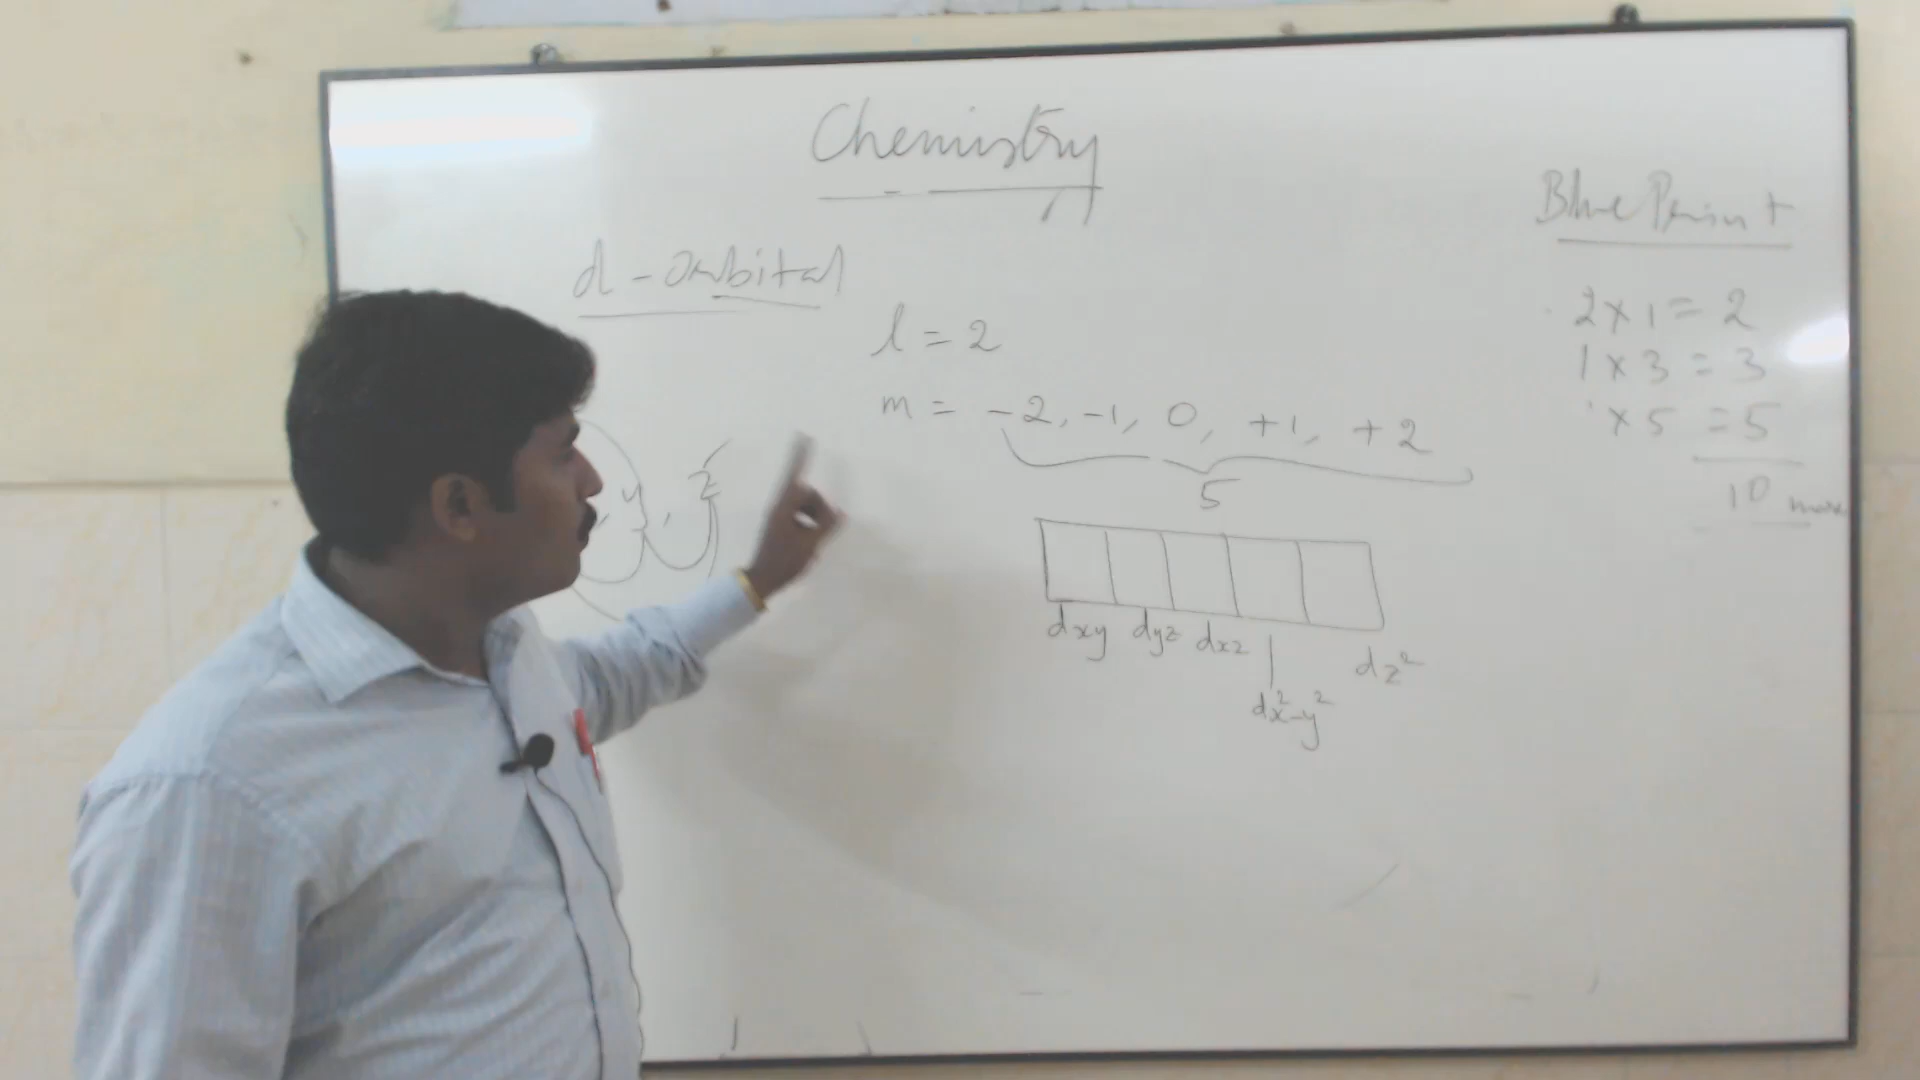 Chemistry
d-orbital
l = 2
m = -2, -1, 0, +1, +2
5
y, z
dxy dyz dxz dx²-y² dz²
Blue Print
2 x 1 = 2
1 x 3 = 3
x 5 = 5
10